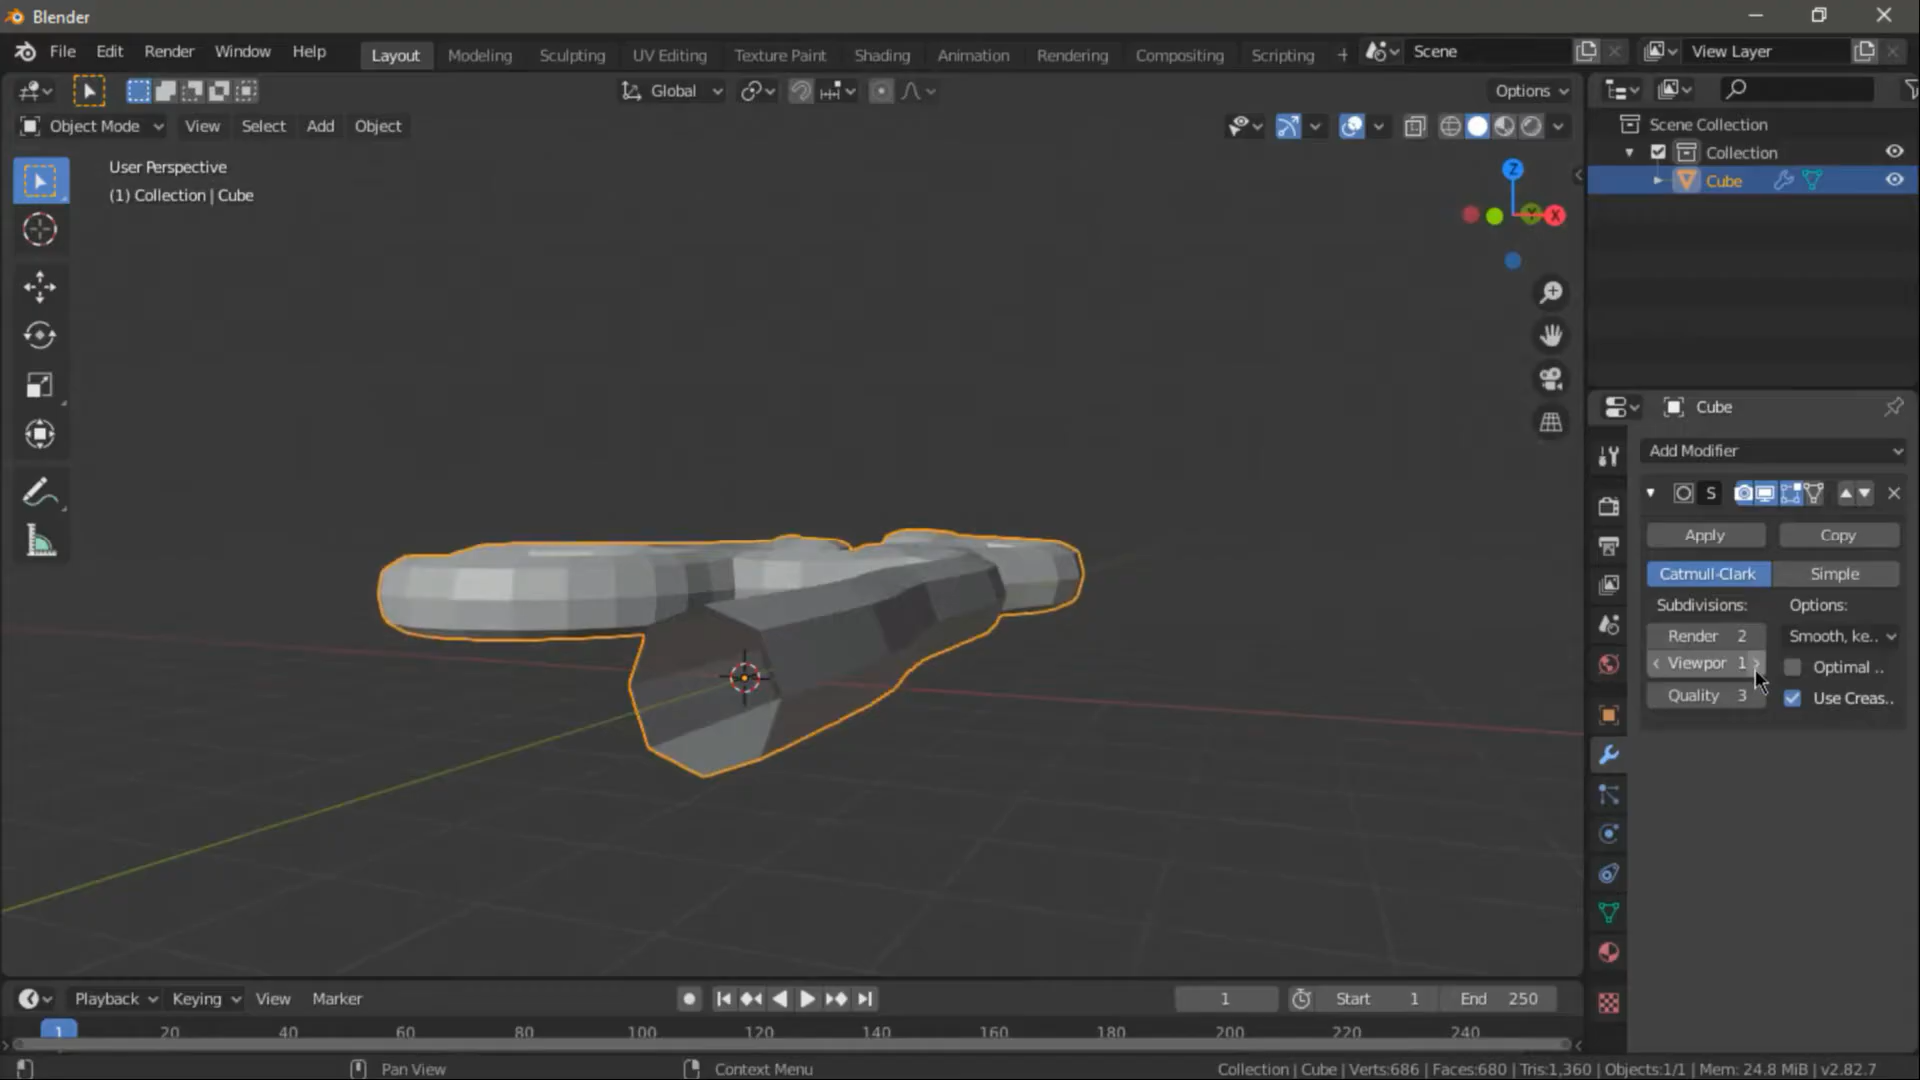 Blender
File Edit Render Window Help Layout Modeling Sculpting UV Editing Texture Paint Shading Animation Rendering Compositing Scripting + Scene View Layer
Global Options
Object Mode View Select Add Object
User Perspective
(1) Collection | Cube
Z
X
Y
Scene Collection
Collection
Cube
Cube
Add Modifier
S
Apply Copy
Catmull-Clark Simple
Subdivisions: Options:
Render 2 Smooth, ke..
Viewpor 1 Optimal ..
Quality 3 Use Creas..
Playback Keying View Marker 1 Start 1 End 250
1 20 40 60 80 100 120 140 160 180 200 220 240
Pan View Context Menu Collection | Cube | Verts:686 | Faces:680 | Tris:1,360 | Objects:1/1 | Mem: 24.8 MiB | v2.82.7